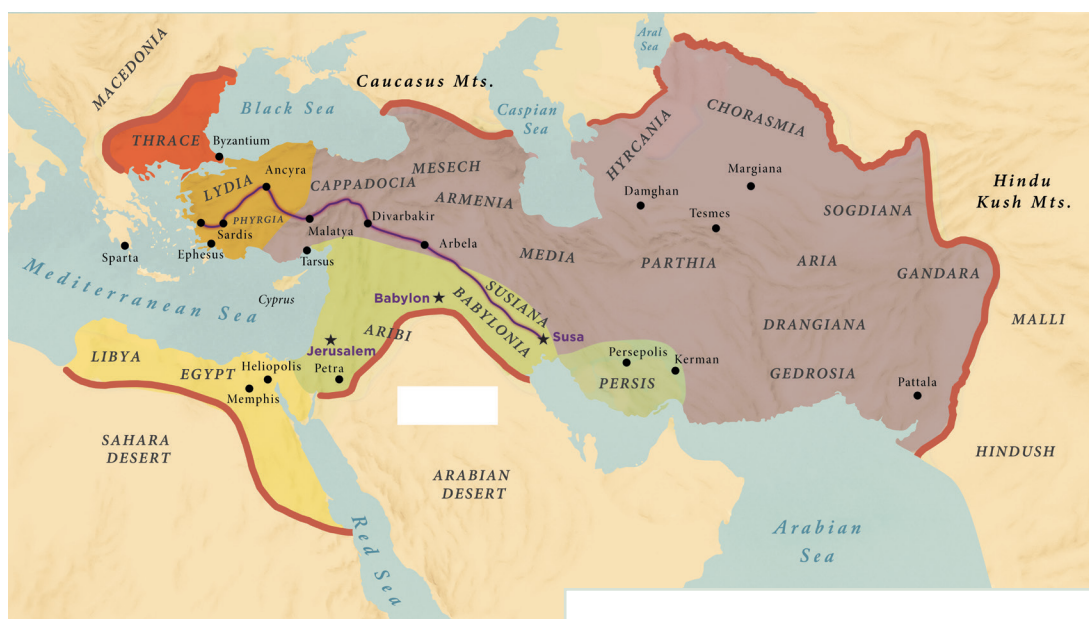 MACEDONIA
THRACE
Byzantium
Black Sea
Caucasus Mts.
Caspian
Sea
Aral
Sea
HYRCANIA
CHORASMIA
Margiana
Damghan
Tesmes
SOGDIANA
Hindu
Kush Mts.
LYDIA
Ancyra
PHYRGIA
Sardis
Ephesus
Sparta
CAPPADOCIA
MESECH
ARMENIA
Malatya
Divarbakir
Tarsus
Arbela
MEDIA
PARTHIA
ARIA
GANDARA
Mediterranean Sea
Cyprus
Babylon
SUSIANA
BABYLONIA
Susa
ARIBI
Jerusalem
Petra
DRANGIANA
MALLI
Persepolis
Kerman
PERSIS
GEDROSIA
Pattala
LIBYA
EGYPT
Heliopolis
Memphis
SAHARA
DESERT
ARABIAN
DESERT
HINDUSH
Red Sea
Arabian
Sea